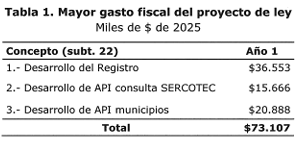 Tabla 1. Mayor gasto fiscal del proyecto de ley
Miles de $ de 2025
Concepto (subt. 22) Año 1
1.- Desarrollo del Registro $36.553
2.- Desarrollo de API consulta SERCOTEC $15.666
3.- Desarrollo de API municipios $20.888
Total $73.107